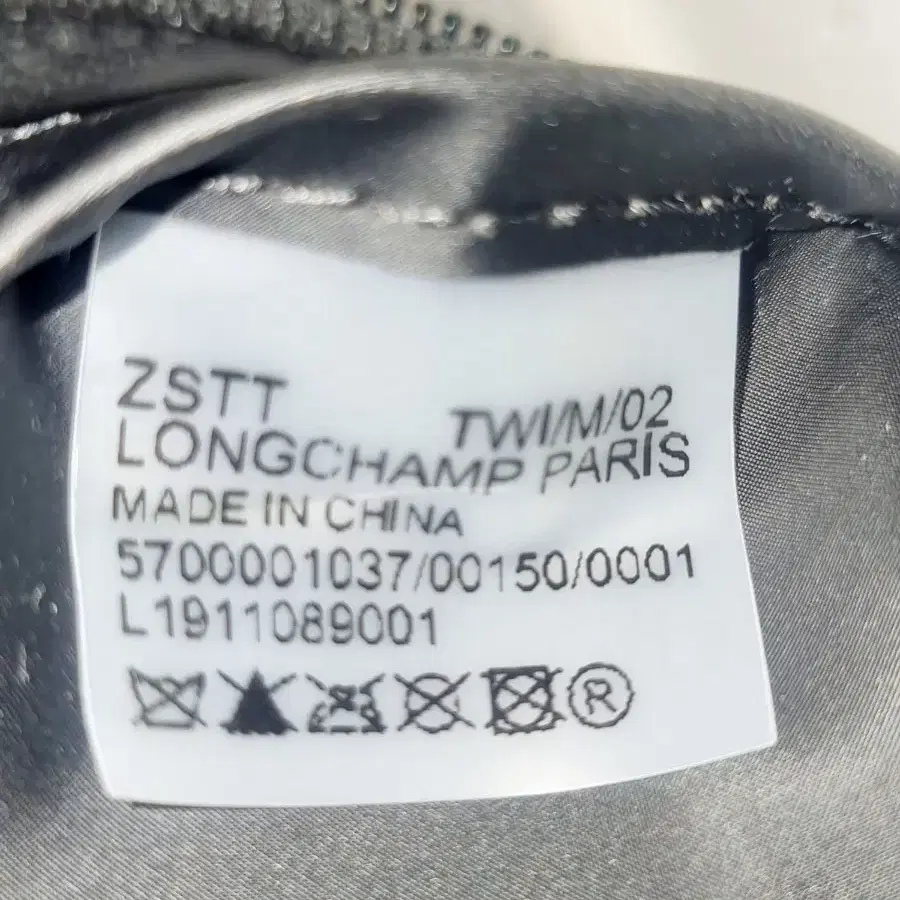 ZSTT TWI/M/02
LONGCHAMP PARIS
MADE IN CHINA
5700001037/00150/0001
L1911089001
®